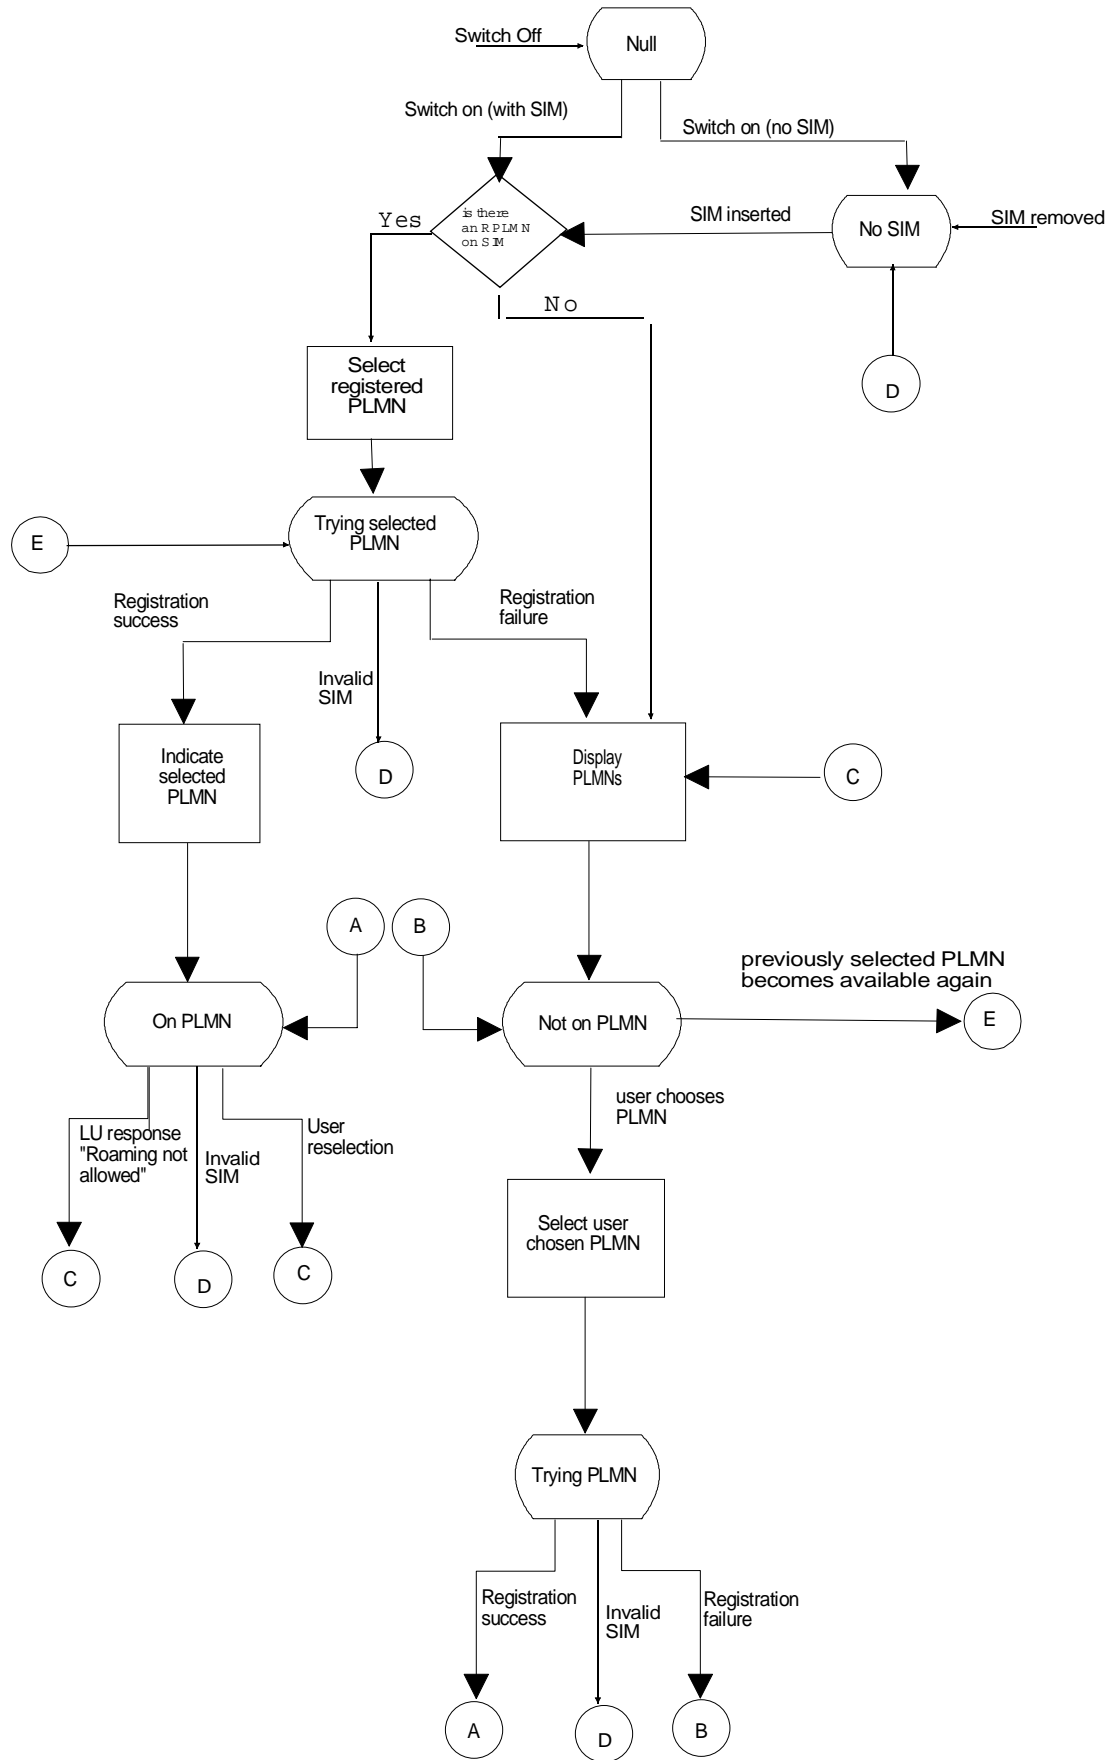 Switch Off
Null
Switch on (with SIM)
Switch on (no SIM)
Yes
is there
an RPLMN
on SIM
SIM inserted
No SIM
SIM removed
No
D
Select
registered
PLMN
E
Trying selected
PLMN
Registration
success
Registration
failure
Invalid
SIM
Indicate
selected
PLMN
D
Display
PLMNs
C
A
B
previously selected PLMN
becomes available again
On PLMN
Not on PLMN
E
LU response
"Roaming not
allowed"
Invalid
SIM
User
reselection
user chooses
PLMN
C
D
C
Select user
chosen PLMN
Trying PLMN
Registration
success
Invalid
SIM
Registration
failure
A
D
B